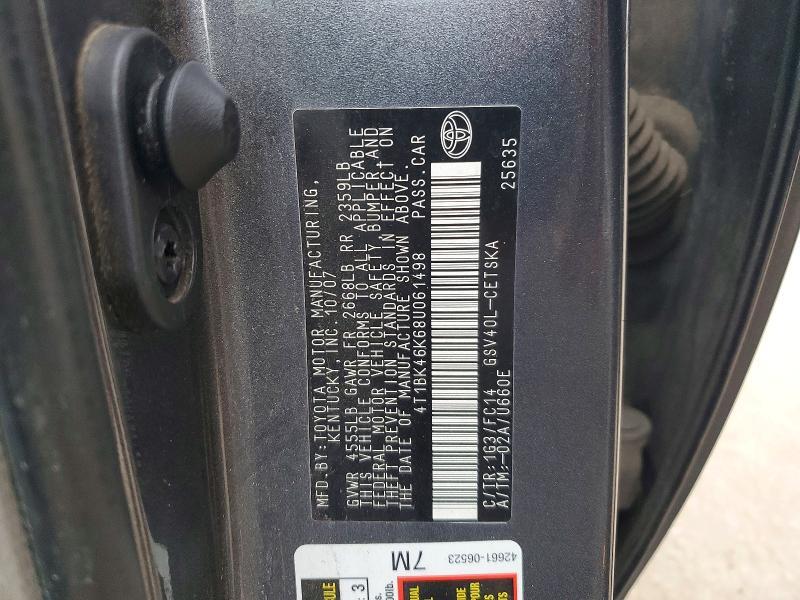 MFD. BY:TOYOTA MOTOR MANUFACTURING,
KENTUCKY, INC. 10/07
GVWR 4555LB GAWR FR 2668LB RR 2359LB
THIS VEHICLE CONFORMS TO ALL APPLICABLE
FEDERAL MOTOR VEHICLE SAFETY BUMPER,AND
THEFT PREVENTION STANDARDS IN EFFECT ON
THE DATE OF MANUFACTURE SHOWN ABOVE.
4T1BK46K68U061498 PASS.CAR
C/TR:1G3/FC14 GSV40L-CETSKA
A/TM:-02A/U660E 25635
42661-06523
7M
3